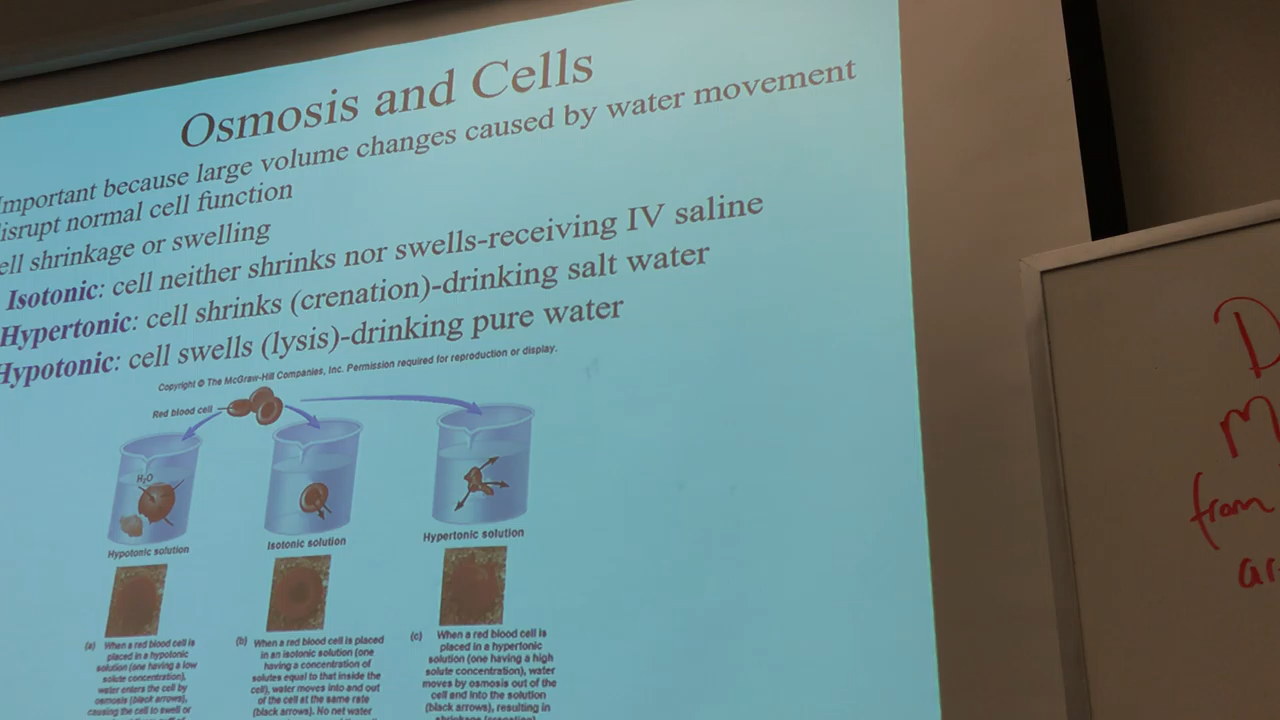 Osmosis and Cells
Important because large volume changes caused by water movement
isrupt normal cell function
ell shrinkage or swelling
Isotonic: cell neither shrinks nor swells-receiving IV saline
Hypertonic: cell shrinks (crenation)-drinking salt water
Hypotonic: cell swells (lysis)-drinking pure water
Copyright © The McGraw-Hill Companies, Inc. Permission required for reproduction or display.
Red blood cell
H₂O
Hypotonic solution
Isotonic solution
Hypertonic solution
(a) When a red blood cell is
placed in a hypotonic
solution (one having a low
solute concentration),
water enters the cell by
osmosis (black arrows),
causing the cell to swell or
(b) When a red blood cell is placed
in an isotonic solution (one
having a concentration of
solutes equal to that inside the
cell), water moves into and out
of the cell at the same rate
(black arrows). No net water
(c) When a red blood cell is
placed in a hypertonic
solution (one having a high
solute concentration), water
moves by osmosis out of the
cell and into the solution
(black arrows), resulting in
shrinkage (crenation).
D
M
from
ar